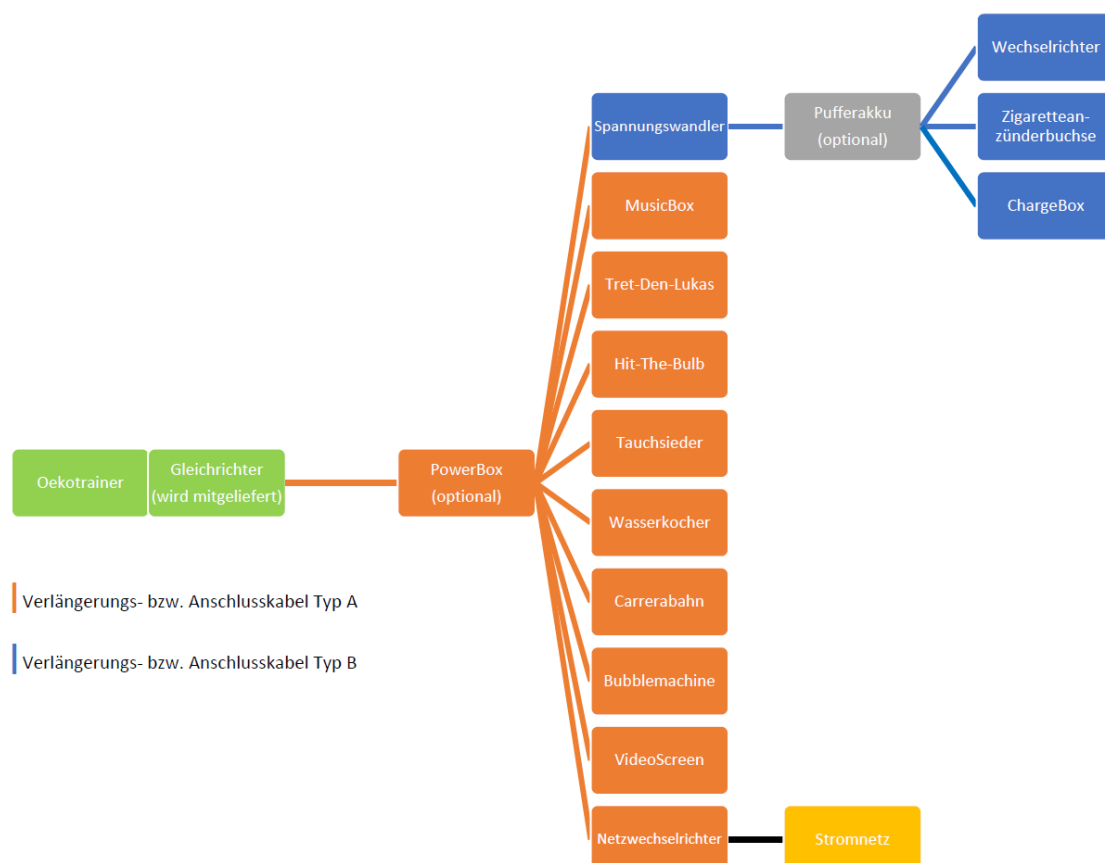 Wechselrichter
Spannungswandler
Pufferakku
(optional)
Zigarettean-
zünderbuchse
MusicBox
ChargeBox
Tret-Den-Lukas
Hit-The-Bulb
Tauchsieder
Oekotrainer
Gleichrichter
(wird mitgeliefert)
PowerBox
(optional)
Wasserkocher
Carrerabahn
Verlängerungs- bzw. Anschlusskabel Typ A
Verlängerungs- bzw. Anschlusskabel Typ B
Bubblemachine
VideoScreen
Netzwechselrichter
Stromnetz